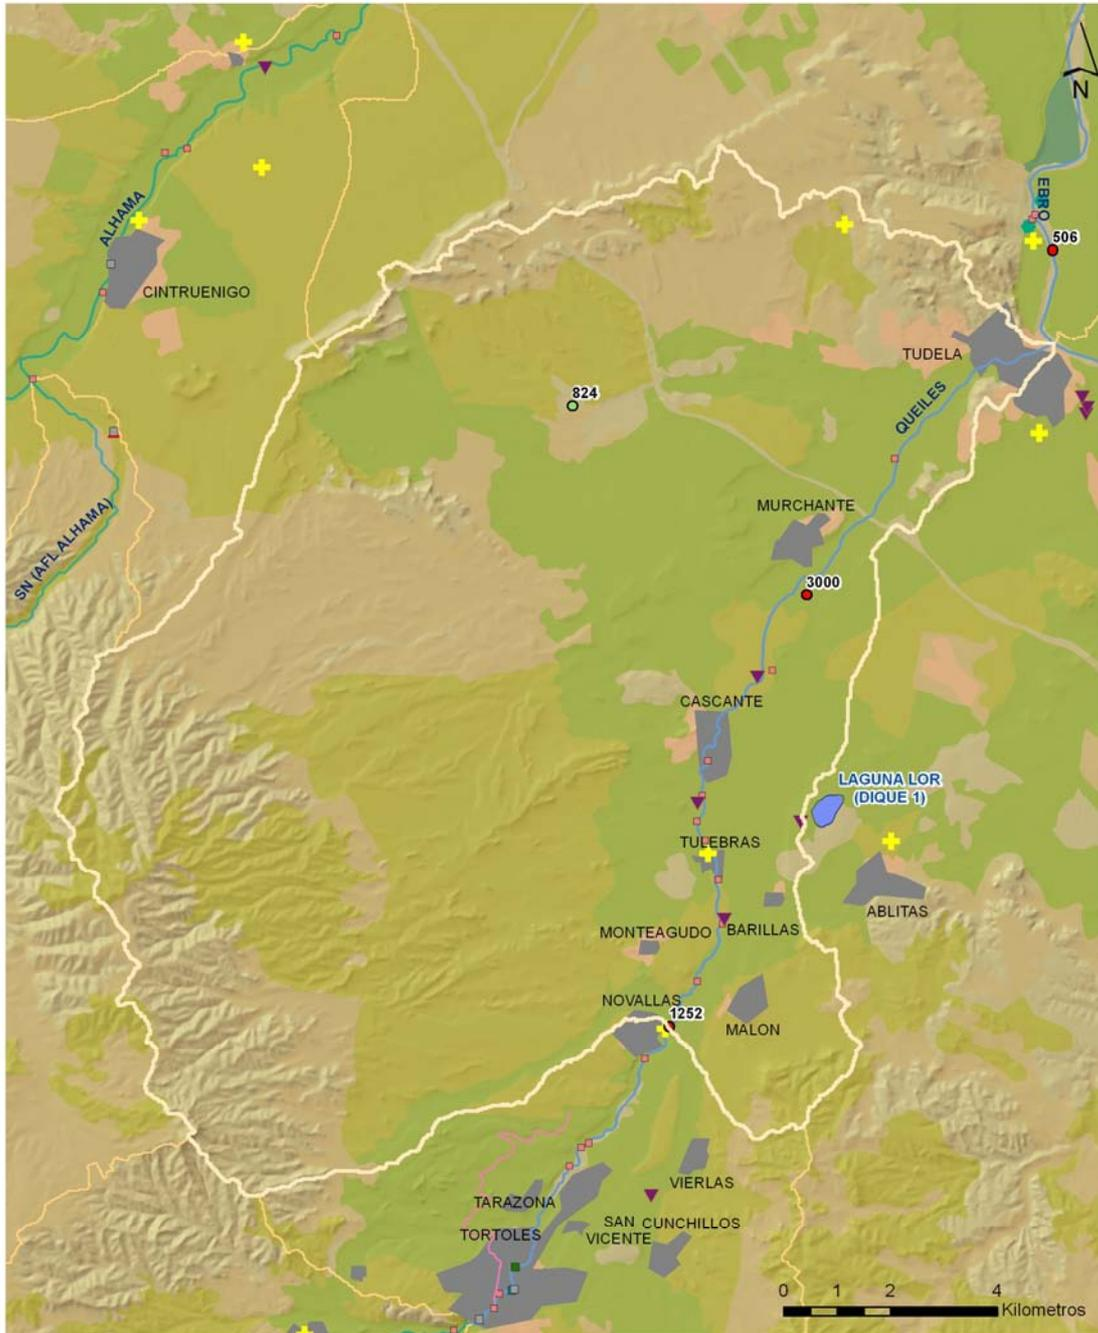 N
EBRO
506
ALHAMA
CINTRUENIGO
TUDELA
824
QUEILES
MURCHANTE
SN (AFL ALHAMA)
3000
CASCANTE
LAGUNA LOR
(DIQUE 1)
TULEBRAS
ABLITAS
MONTEAGUDO
BARILLAS
NOVALLAS
1252
MALON
VIERLAS
TARAZONA
SAN VICENTE
CUNCHILLOS
TORTOLES
0 1 2 4
Kilometros